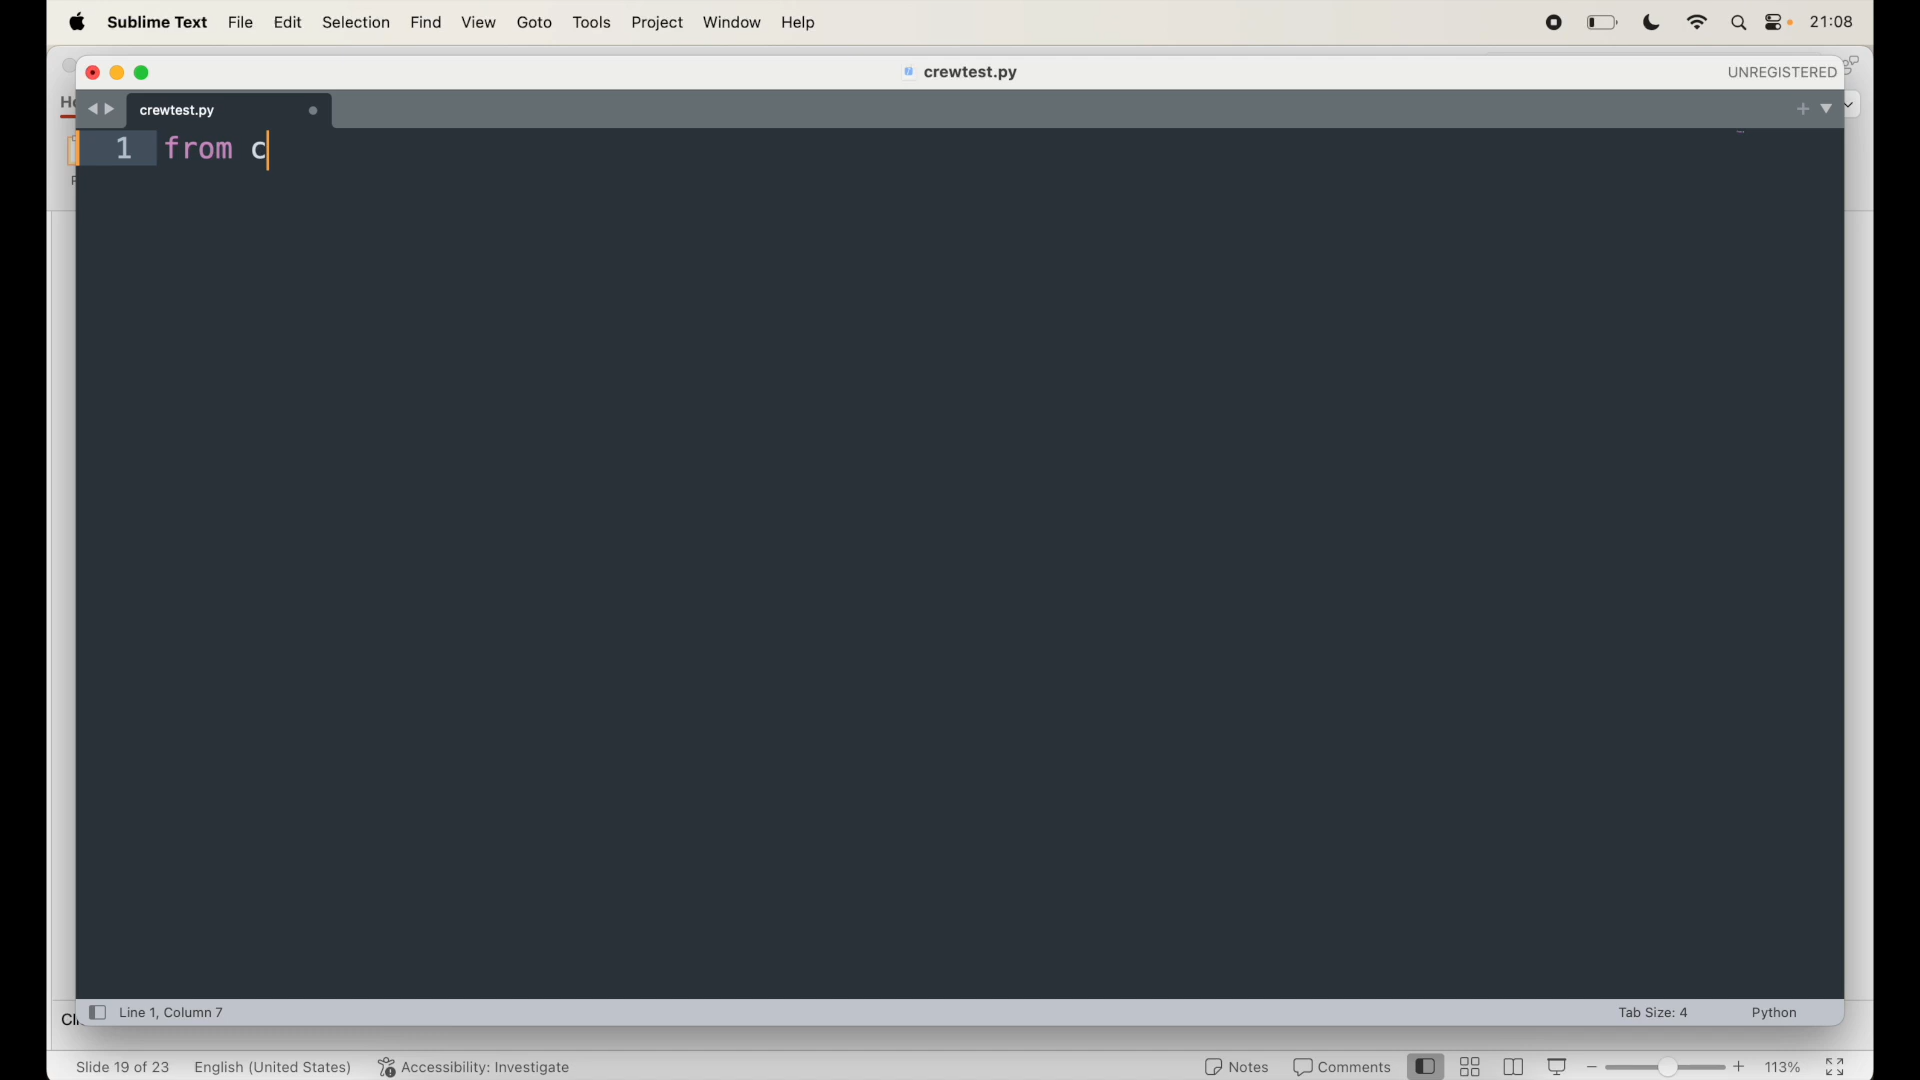 Sublime Text File Edit Selection Find View Goto Tools Project Window Help 21:08
crewtest.py UNREGISTERED
crewtest.py
1 from c
Line 1, Column 7 Tab Size: 4 Python
Slide 19 of 23 English (United States) Accessibility: Investigate Notes Comments 113%